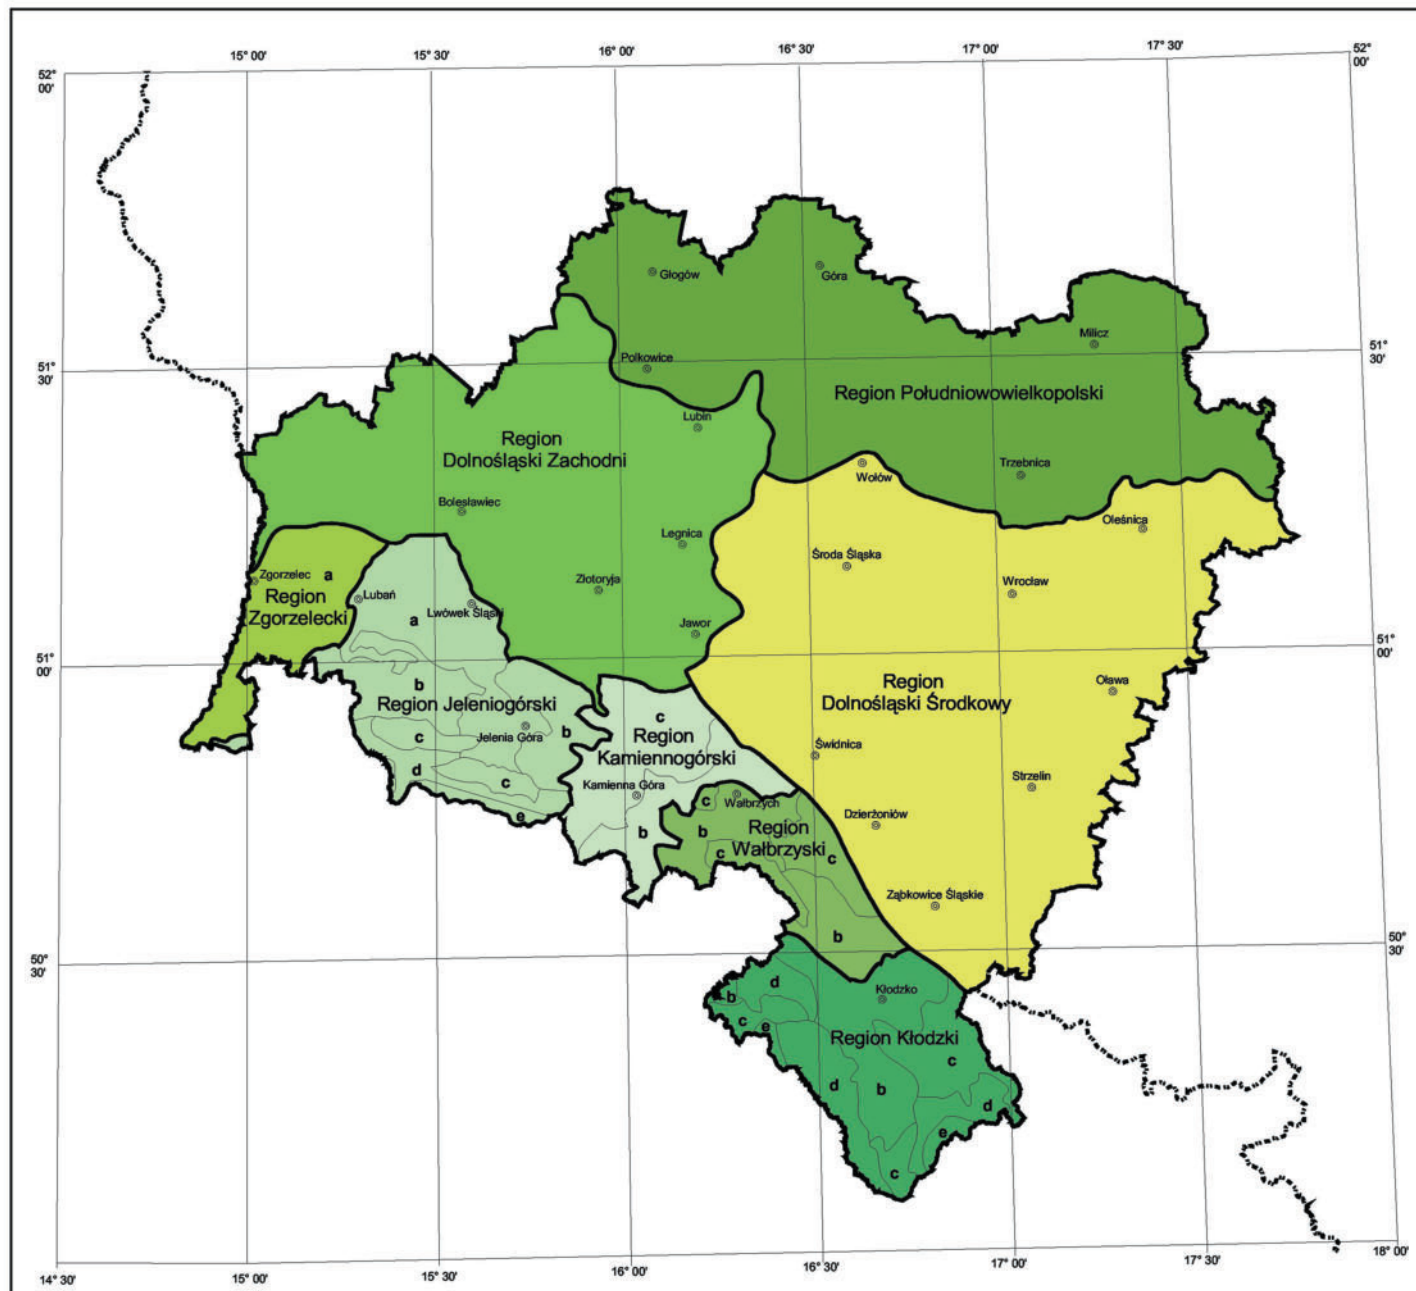 15° 00'
15° 30'
16° 00'
16° 30'
17° 00'
17° 30'
52° 00'
52° 00'
Głogów
Góra
Milicz
51° 30'
51° 30'
Polkowice
Region Południowowielkopolski
Lubin
Region
Dolnośląski Zachodni
Trzebnica
Wołów
Bolesławiec
Oleśnica
Legnica
Środa Śląska
Zgorzelec
a
Region
Zgorzelecki
Lubań
Złotoryja
Wrocław
Lwówek Śląski
a
Jawor
51° 00'
51° 00'
b
Region Jeleniogórski
Region
Dolnośląski Środkowy
Oława
c
Jelenia Góra
b
c
Region
Kamiennogórski
Świdnica
d
c
Kamienna Góra
Strzelin
e
c
Wałbrzych
Dzierżoniów
b
b
Region
Wałbrzyski
c
c
Ząbkowice Śląskie
b
50° 30'
50° 30'
d
b
Kłodzko
c
e
Region Kłodzki
c
d
b
d
e
c
14° 30'
15° 00'
15° 30'
16° 00'
16° 30'
17° 00'
17° 30'
18° 00'